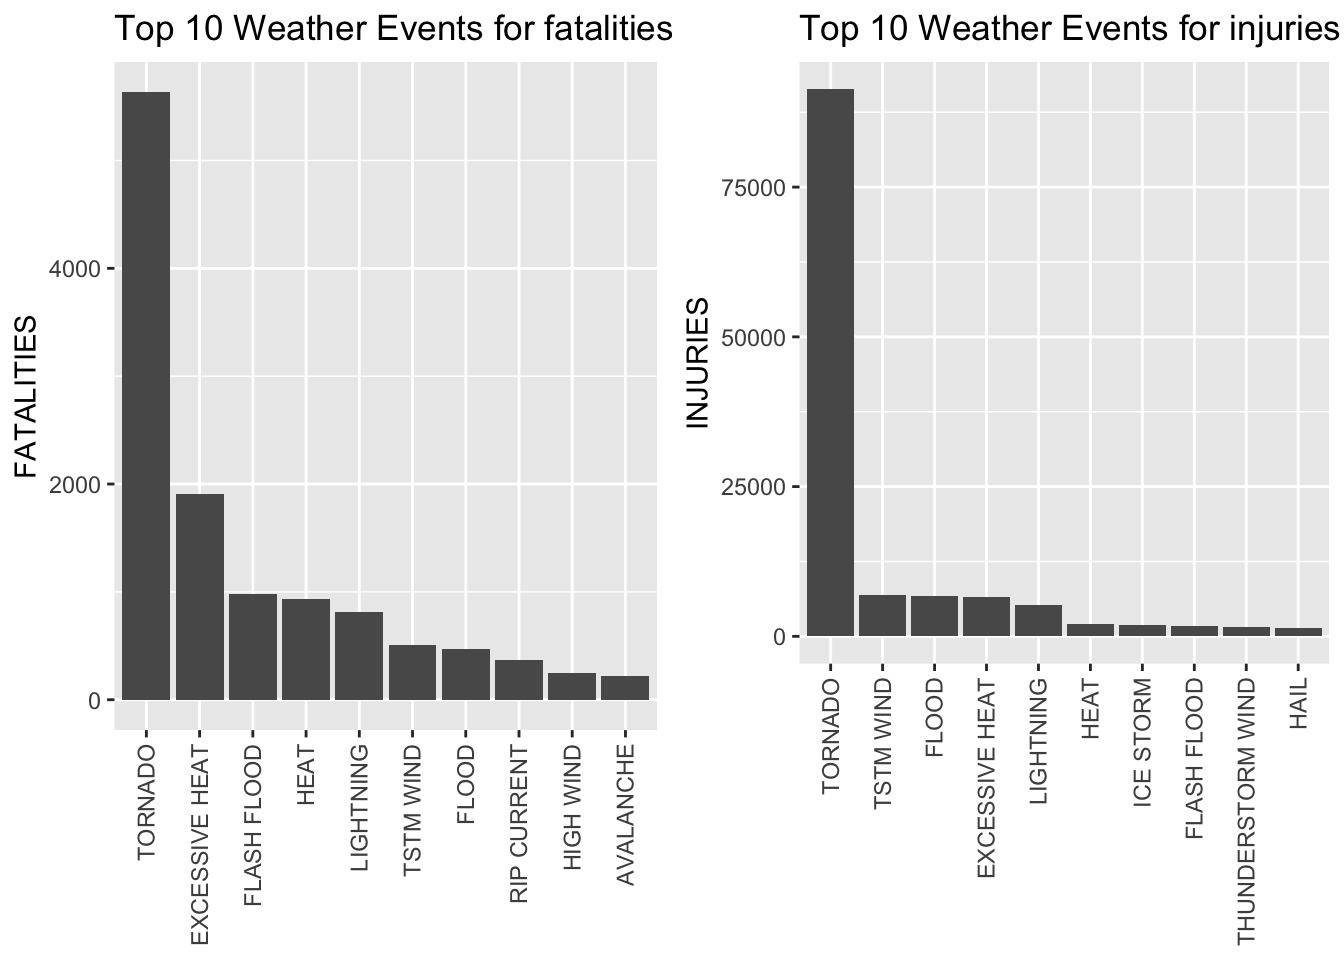 Top 10 Weather Events for fatalities
FATALITIES
4000
2000
0
TORNADO
EXCESSIVE HEAT
FLASH FLOOD
HEAT
LIGHTNING
TSTM WIND
FLOOD
RIP CURRENT
HIGH WIND
AVALANCHE
Top 10 Weather Events for injuries
INJURIES
75000
50000
25000
0
TORNADO
TSTM WIND
FLOOD
EXCESSIVE HEAT
LIGHTNING
HEAT
ICE STORM
FLASH FLOOD
THUNDERSTORM WIND
HAIL